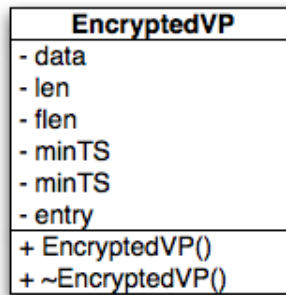 EncryptedVP
- data
- len
- flen
- minTS
- minTS
- entry
+ EncryptedVP()
+ ~EncryptedVP()